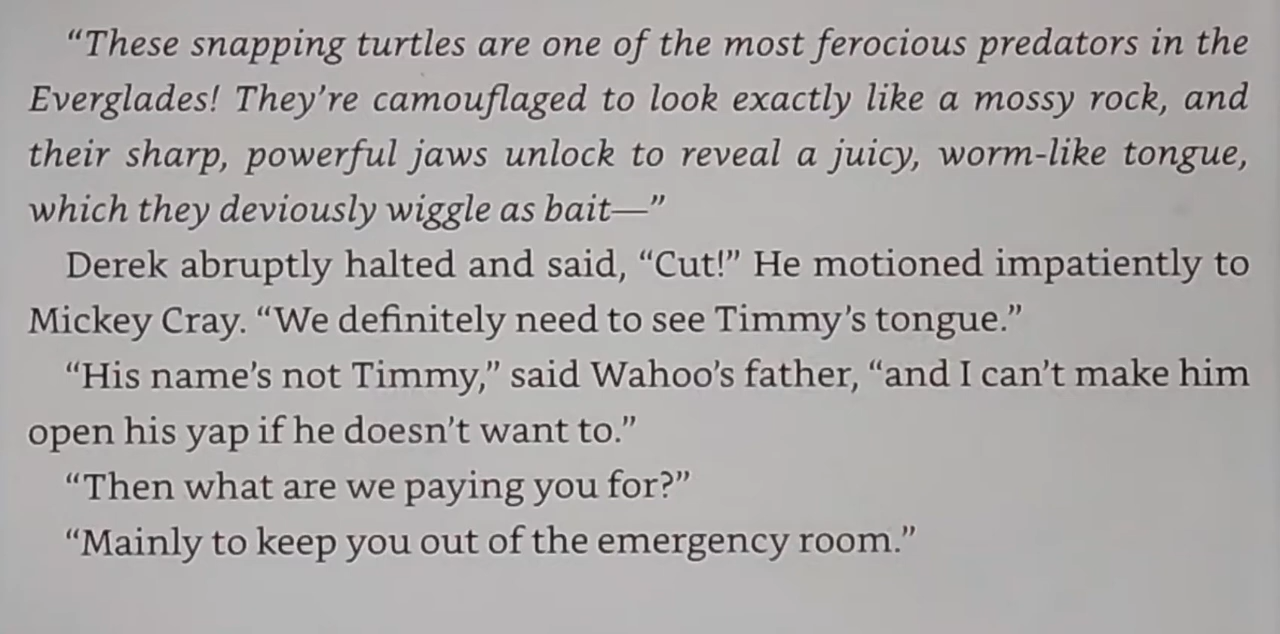 “These snapping turtles are one of the most ferocious predators in the
Everglades! They’re camouflaged to look exactly like a mossy rock, and
their sharp, powerful jaws unlock to reveal a juicy, worm-like tongue,
which they deviously wiggle as bait—”
Derek abruptly halted and said, “Cut!” He motioned impatiently to
Mickey Cray. “We definitely need to see Timmy’s tongue.”
“His name’s not Timmy,” said Wahoo’s father, “and I can’t make him
open his yap if he doesn’t want to.”
“Then what are we paying you for?”
“Mainly to keep you out of the emergency room.”